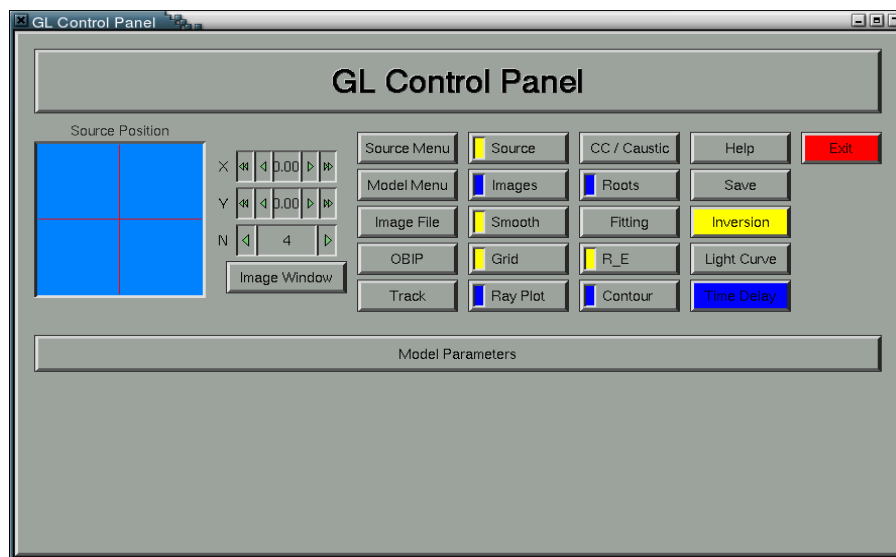 GL Control Panel
GL Control Panel
Source Position
X 0.00
Y 0.00
N 4
Image Window
Source Menu Source CC / Caustic Help Exit
Model Menu Images Roots Save
Image File Smooth Fitting Inversion
OBIP Grid R_E Light Curve
Track Ray Plot Contour Time Delay
Model Parameters